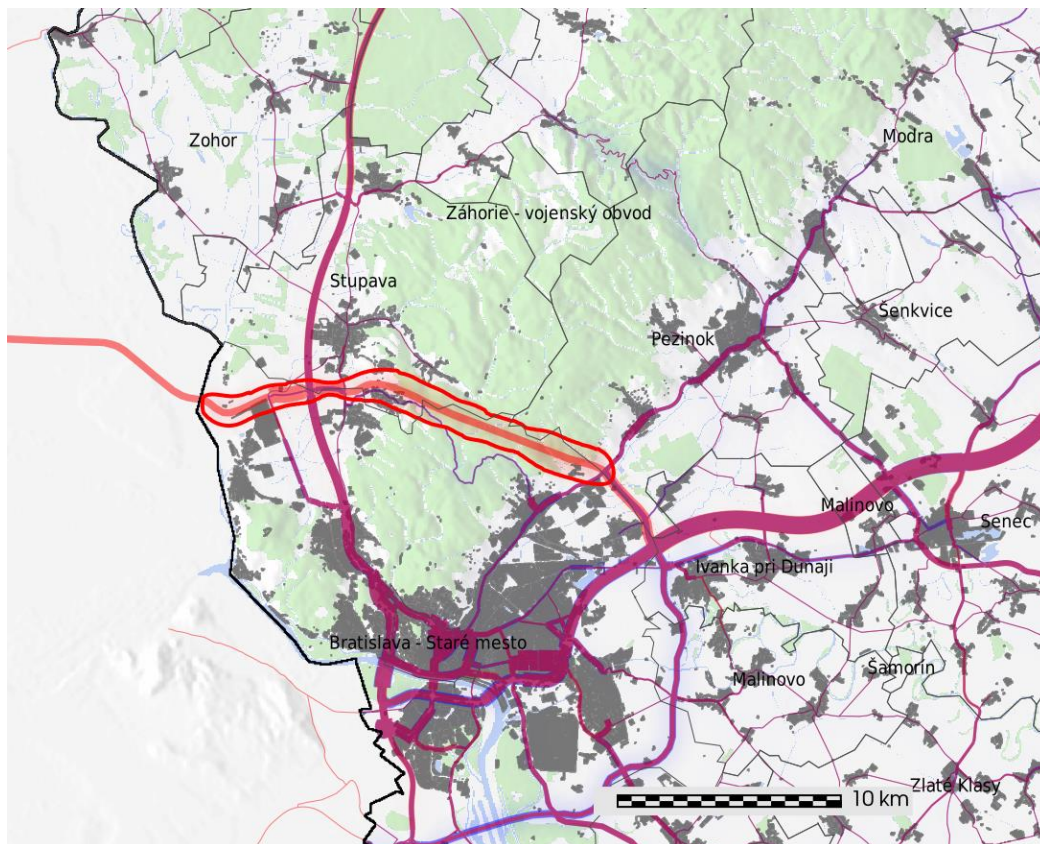 Modra
Zohor
Záhorie - vojenský obvod
Stupava
Šenkvice
Pezinok
Malinovo
Senec
Ivanka pri Dunaji
Bratislava - Staré mesto
Šamorín
Malinovo
Zlaté Klasy
10 km